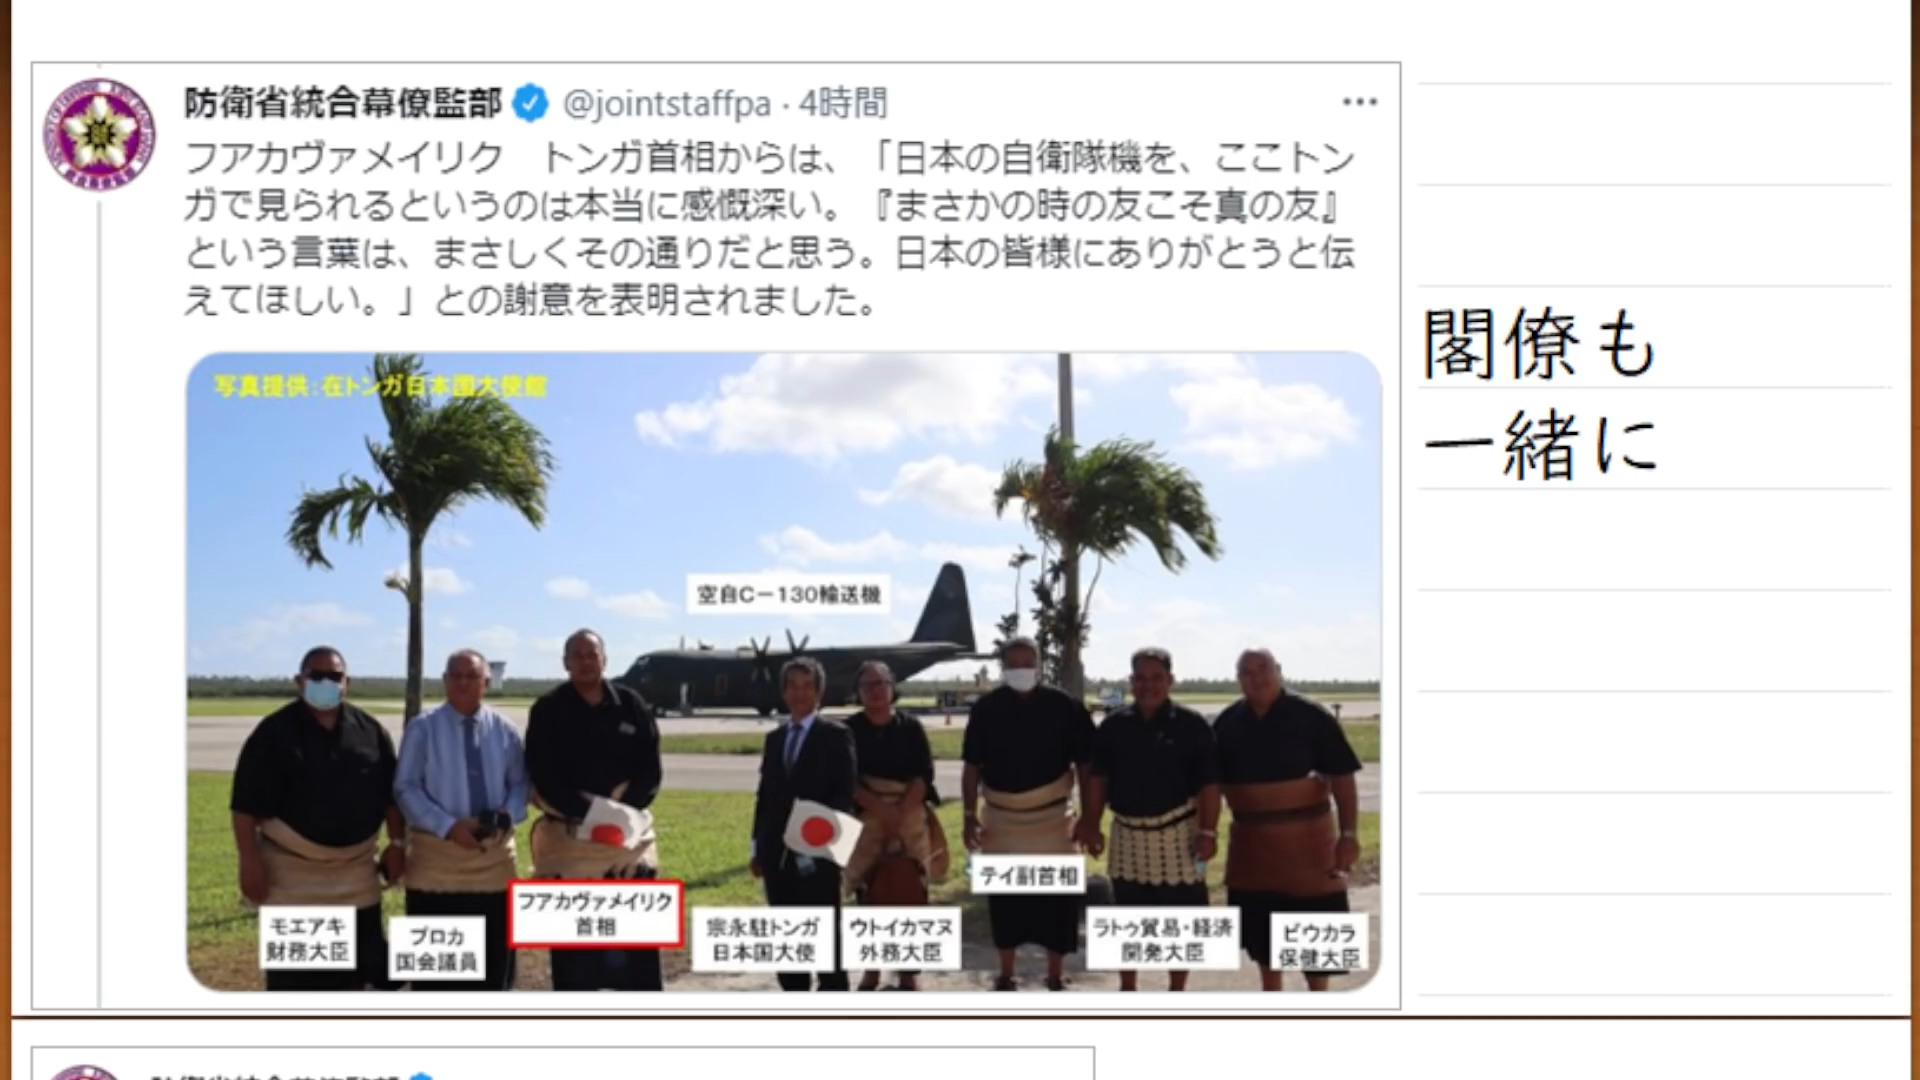 防衛省統合幕僚監部 @jointstaffpa · 4時間
フアカヴァメイリク　トンガ首相からは、「日本の自衛隊機を、ここトン
ガで見られるというのは本当に感慨深い。『まさかの時の友こそ真の友』
という言葉は、まさしくその通りだと思う。日本の皆様にありがとうと伝
えてほしい。」との謝意を表明されました。
閣僚も
一緒に
写真提供：在トンガ日本国大使館
空自C－130輸送機
モエアキ
財務大臣
プロカ
国会議員
フアカヴァメイリク
首相
宗永駐トンガ
日本国大使
ウトイカマヌ
外務大臣
テイ副首相
ラトゥ貿易・経済
開発大臣
ピウカラ
保健大臣
防衛省統合幕僚監部